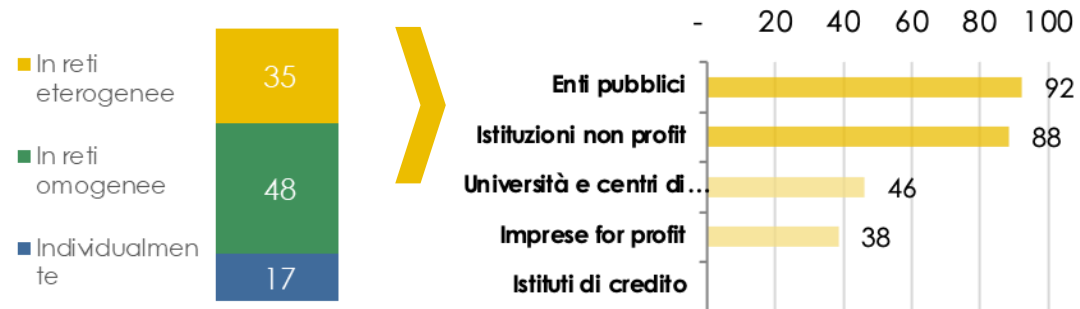 In reti
eterogenee
35
In reti
omogenee
48
Individualmen
te
17
- 20 40 60 80 100
Enti pubblici 92
Istituzioni non profit 88
Università e centri di... 46
Imprese for profit 38
Istituti di credito